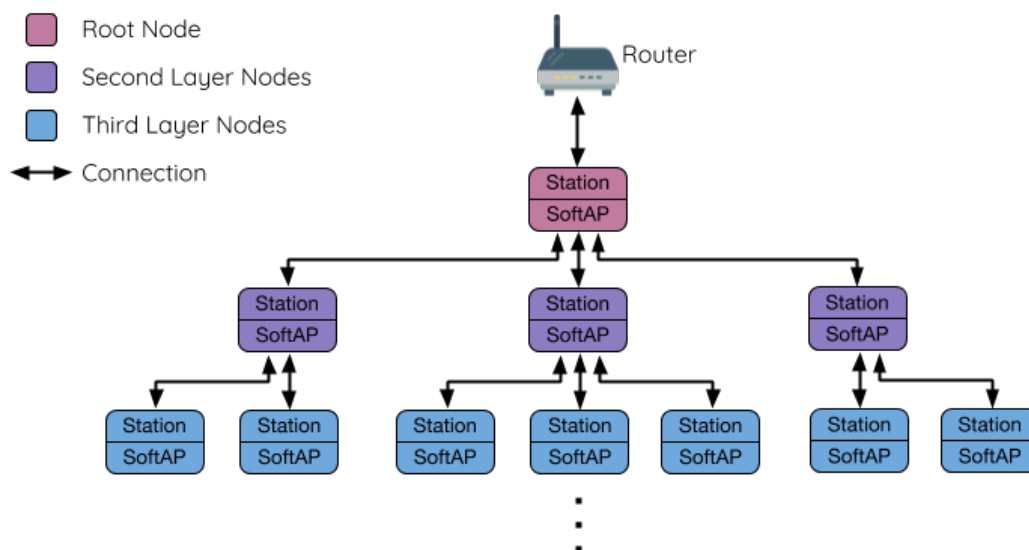 Root Node
Second Layer Nodes
Third Layer Nodes
Connection
Router
Station
SoftAP
Station
SoftAP
Station
SoftAP
Station
SoftAP
Station
SoftAP
Station
SoftAP
Station
SoftAP
Station
SoftAP
Station
SoftAP
Station
SoftAP
Station
SoftAP